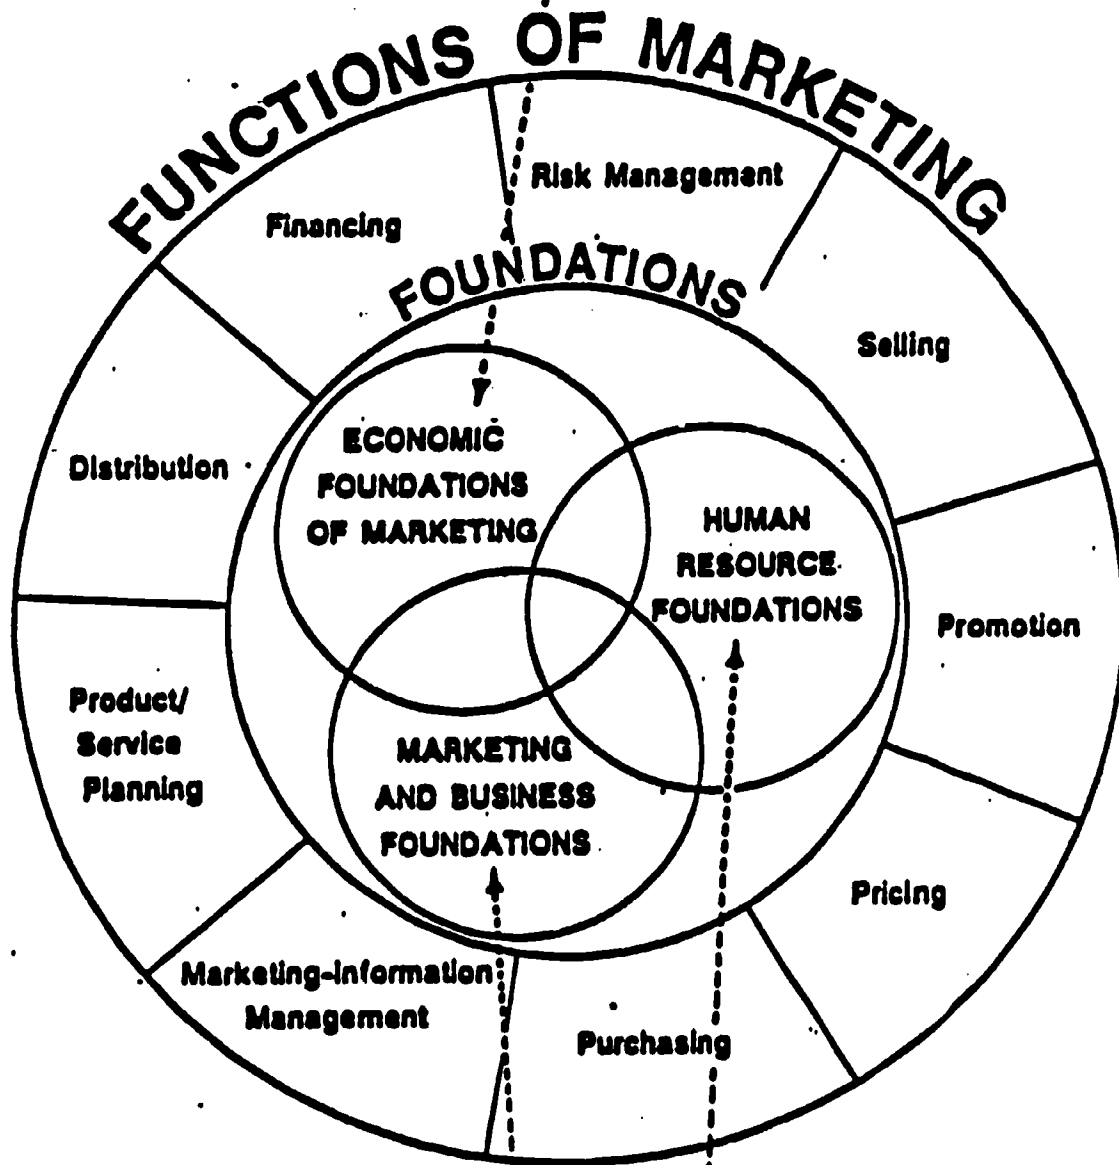 FUNCTIONS OF MARKETING
Financing
Risk Management
Selling
Promotion
Pricing
Purchasing
Marketing-Information
Management
Product/
Service
Planning
Distribution
FOUNDATIONS
ECONOMIC
FOUNDATIONS
OF MARKETING
HUMAN
RESOURCE
FOUNDATIONS
MARKETING
AND BUSINESS
FOUNDATIONS